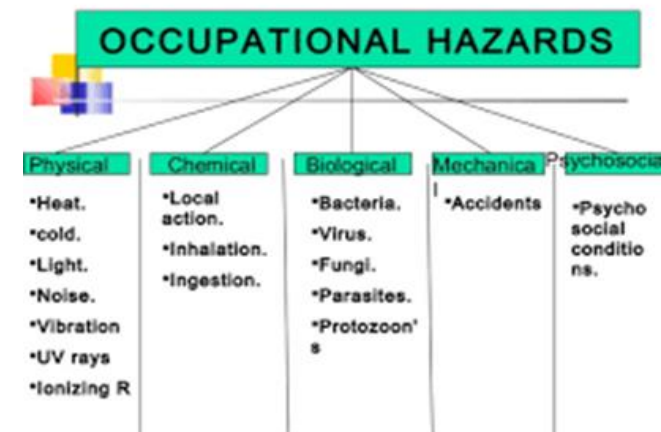 OCCUPATIONAL HAZARDS
Physical
•Heat.
•cold.
•Light.
•Noise.
•Vibration
•UV rays
•Ionizing R
Chemical
•Local
action.
•Inhalation.
•Ingestion.
Biological
•Bacteria.
•Virus.
•Fungi.
•Parasites.
•Protozoon'
s
Mechanica
l
•Accidents
Psychosocial
•Psycho
social
conditio
ns.